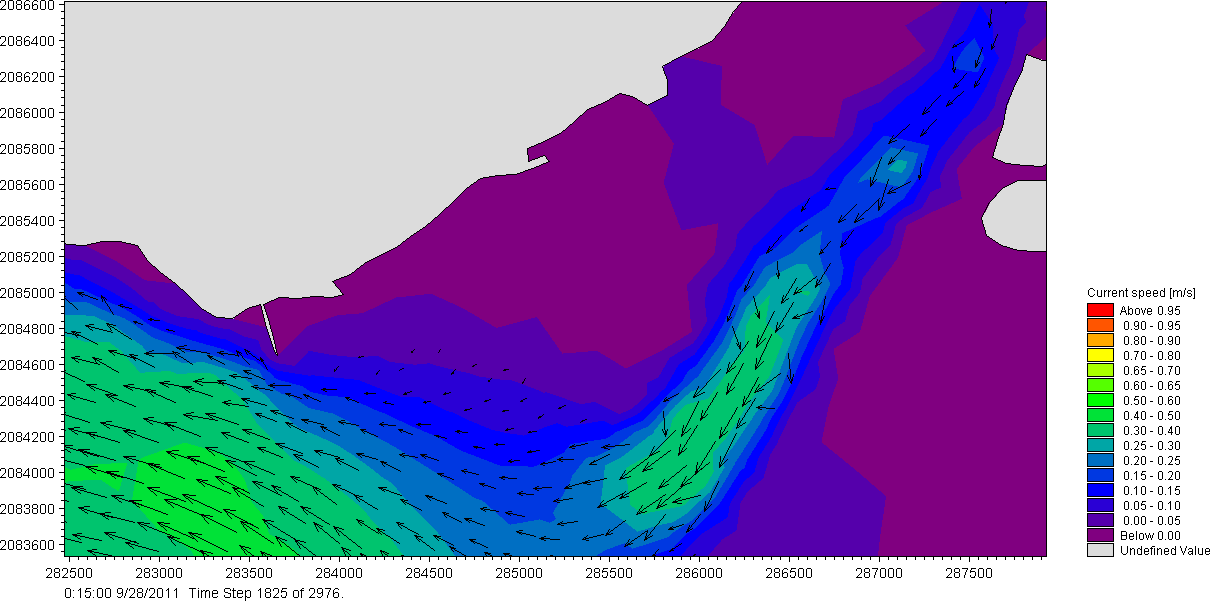 2086600
2086400
2086200
2086000
2085800
2085600
2085400
2085200
2085000
2084800
2084600
2084400
2084200
2084000
2083800
2083600
282500 283000 283500 284000 284500 285000 285500 286000 286500 287000 287500
0:15:00 9/28/2011 Time Step 1825 of 2976.
Current speed [m/s]
Above 0.95
0.90 - 0.95
0.80 - 0.90
0.70 - 0.80
0.65 - 0.70
0.60 - 0.65
0.50 - 0.60
0.40 - 0.50
0.30 - 0.40
0.25 - 0.30
0.20 - 0.25
0.15 - 0.20
0.10 - 0.15
0.05 - 0.10
0.00 - 0.05
Below 0.00
Undefined Value